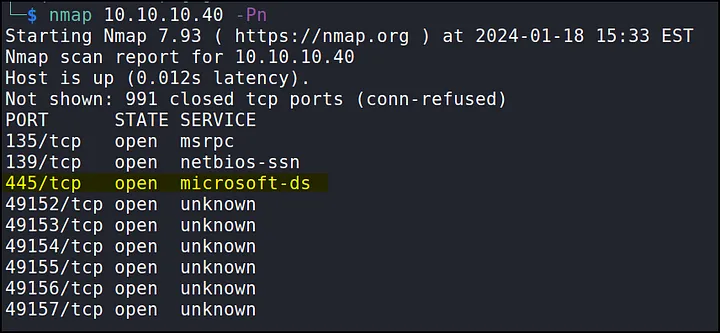 └─$ nmap 10.10.10.40 -Pn
Starting Nmap 7.93 ( https://nmap.org ) at 2024-01-18 15:33 EST
Nmap scan report for 10.10.10.40
Host is up (0.012s latency).
Not shown: 991 closed tcp ports (conn-refused)
PORT      STATE SERVICE
135/tcp   open  msrpc
139/tcp   open  netbios-ssn
445/tcp   open  microsoft-ds
49152/tcp open  unknown
49153/tcp open  unknown
49154/tcp open  unknown
49155/tcp open  unknown
49156/tcp open  unknown
49157/tcp open  unknown